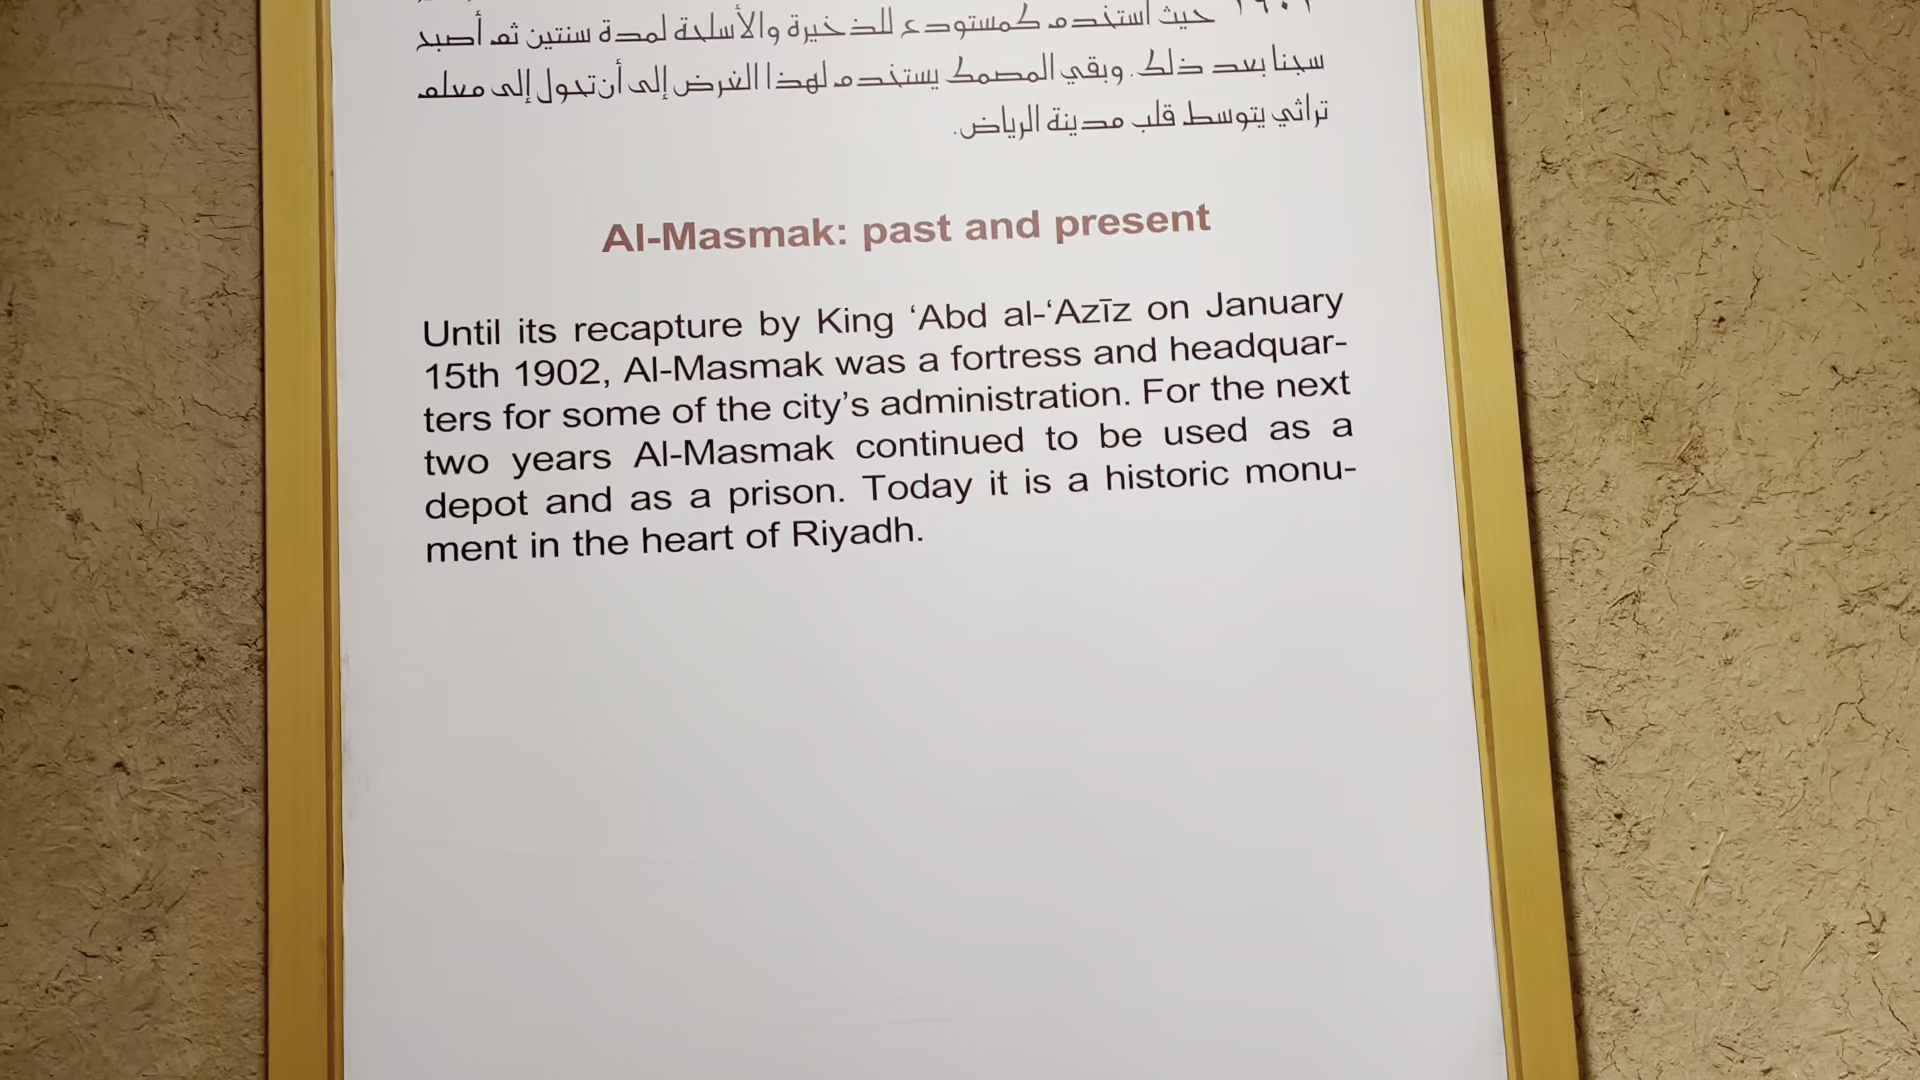 ١٩٠٢ حيث استخدم كمستودع للذخيرة والأسلحة لمدة سنتين ثم أصبح
سجنا بعد ذلك. وبقي المصمك يستخدم لهذا الغرض إلى أن تحول إلى معلم
تراثي يتوسط قلب مدينة الرياض.
Al-Masmak: past and present
Until its recapture by King ‘Abd al-‘Azīz on January
15th 1902, Al-Masmak was a fortress and headquar-
ters for some of the city’s administration. For the next
two years Al-Masmak continued to be used as a
depot and as a prison. Today it is a historic monu-
ment in the heart of Riyadh.